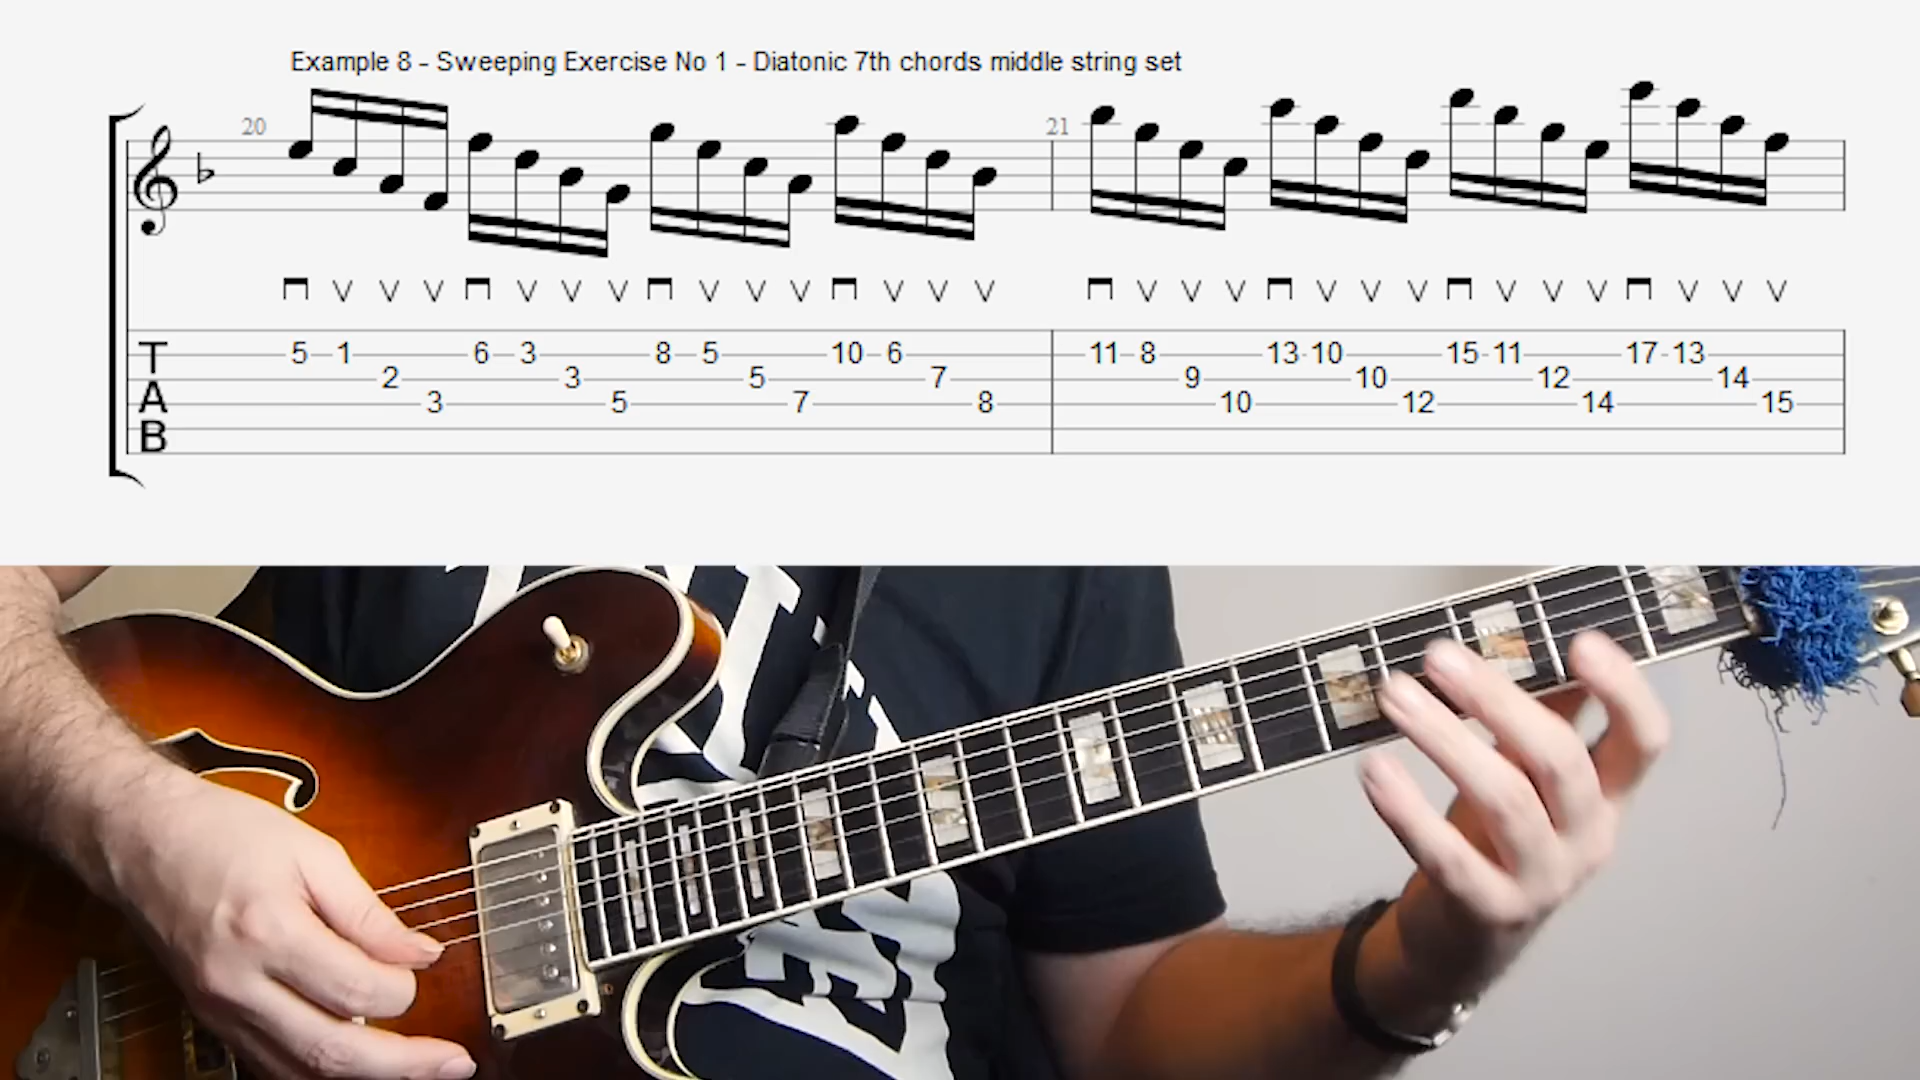 Example 8 - Sweeping Exercise No 1 - Diatonic 7th chords middle string set
20 21
T 5 1 6 3 8 5 10 6 11 8 13 10 15 11 17 13
A 2 3 5 7 9 10 12 14
3 5 7 8 10 12 14 15
B